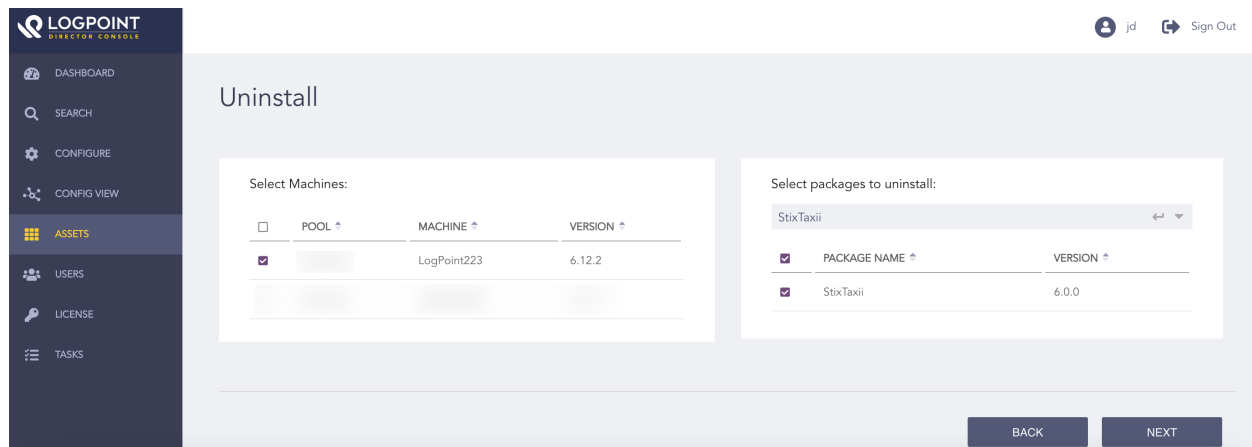 LOGPOINT
DIRECTOR CONSOLE
jd
Sign Out
DASHBOARD
SEARCH
CONFIGURE
CONFIG VIEW
ASSETS
USERS
LICENSE
TASKS
Uninstall
Select Machines:
POOL MACHINE VERSION
LogPoint223 6.12.2
Select packages to uninstall:
StixTaxii
PACKAGE NAME VERSION
StixTaxii 6.0.0
BACK
NEXT